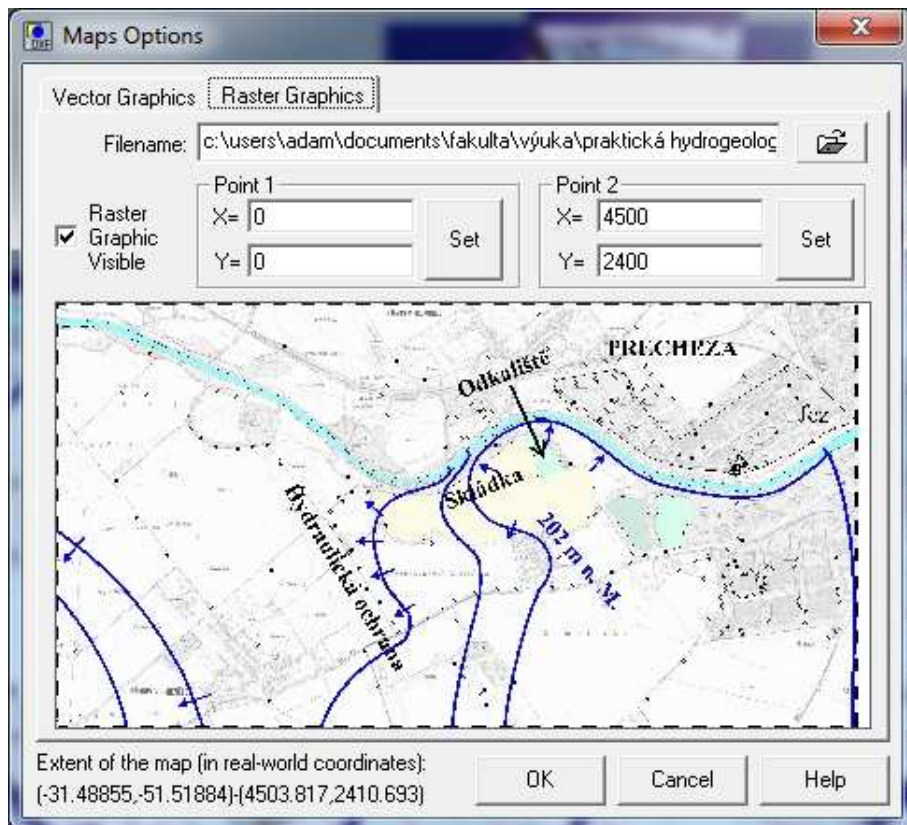 Maps Options
Vector Graphics
Raster Graphics
Filename:
c:\users\adam\documents\fakulta\výuka\praktická hydrogeolog
Raster
Graphic
Visible
Point 1
X= 0
Y= 0
Set
Point 2
X= 4500
Y= 2400
Set
PRECHEZA
Odkaliště
Skládka
Hydraulická ochrana
202 m n. M.
Extent of the map (in real-world coordinates):
(-31.48855,-51.51884)-(4503.817,2410.693)
OK
Cancel
Help